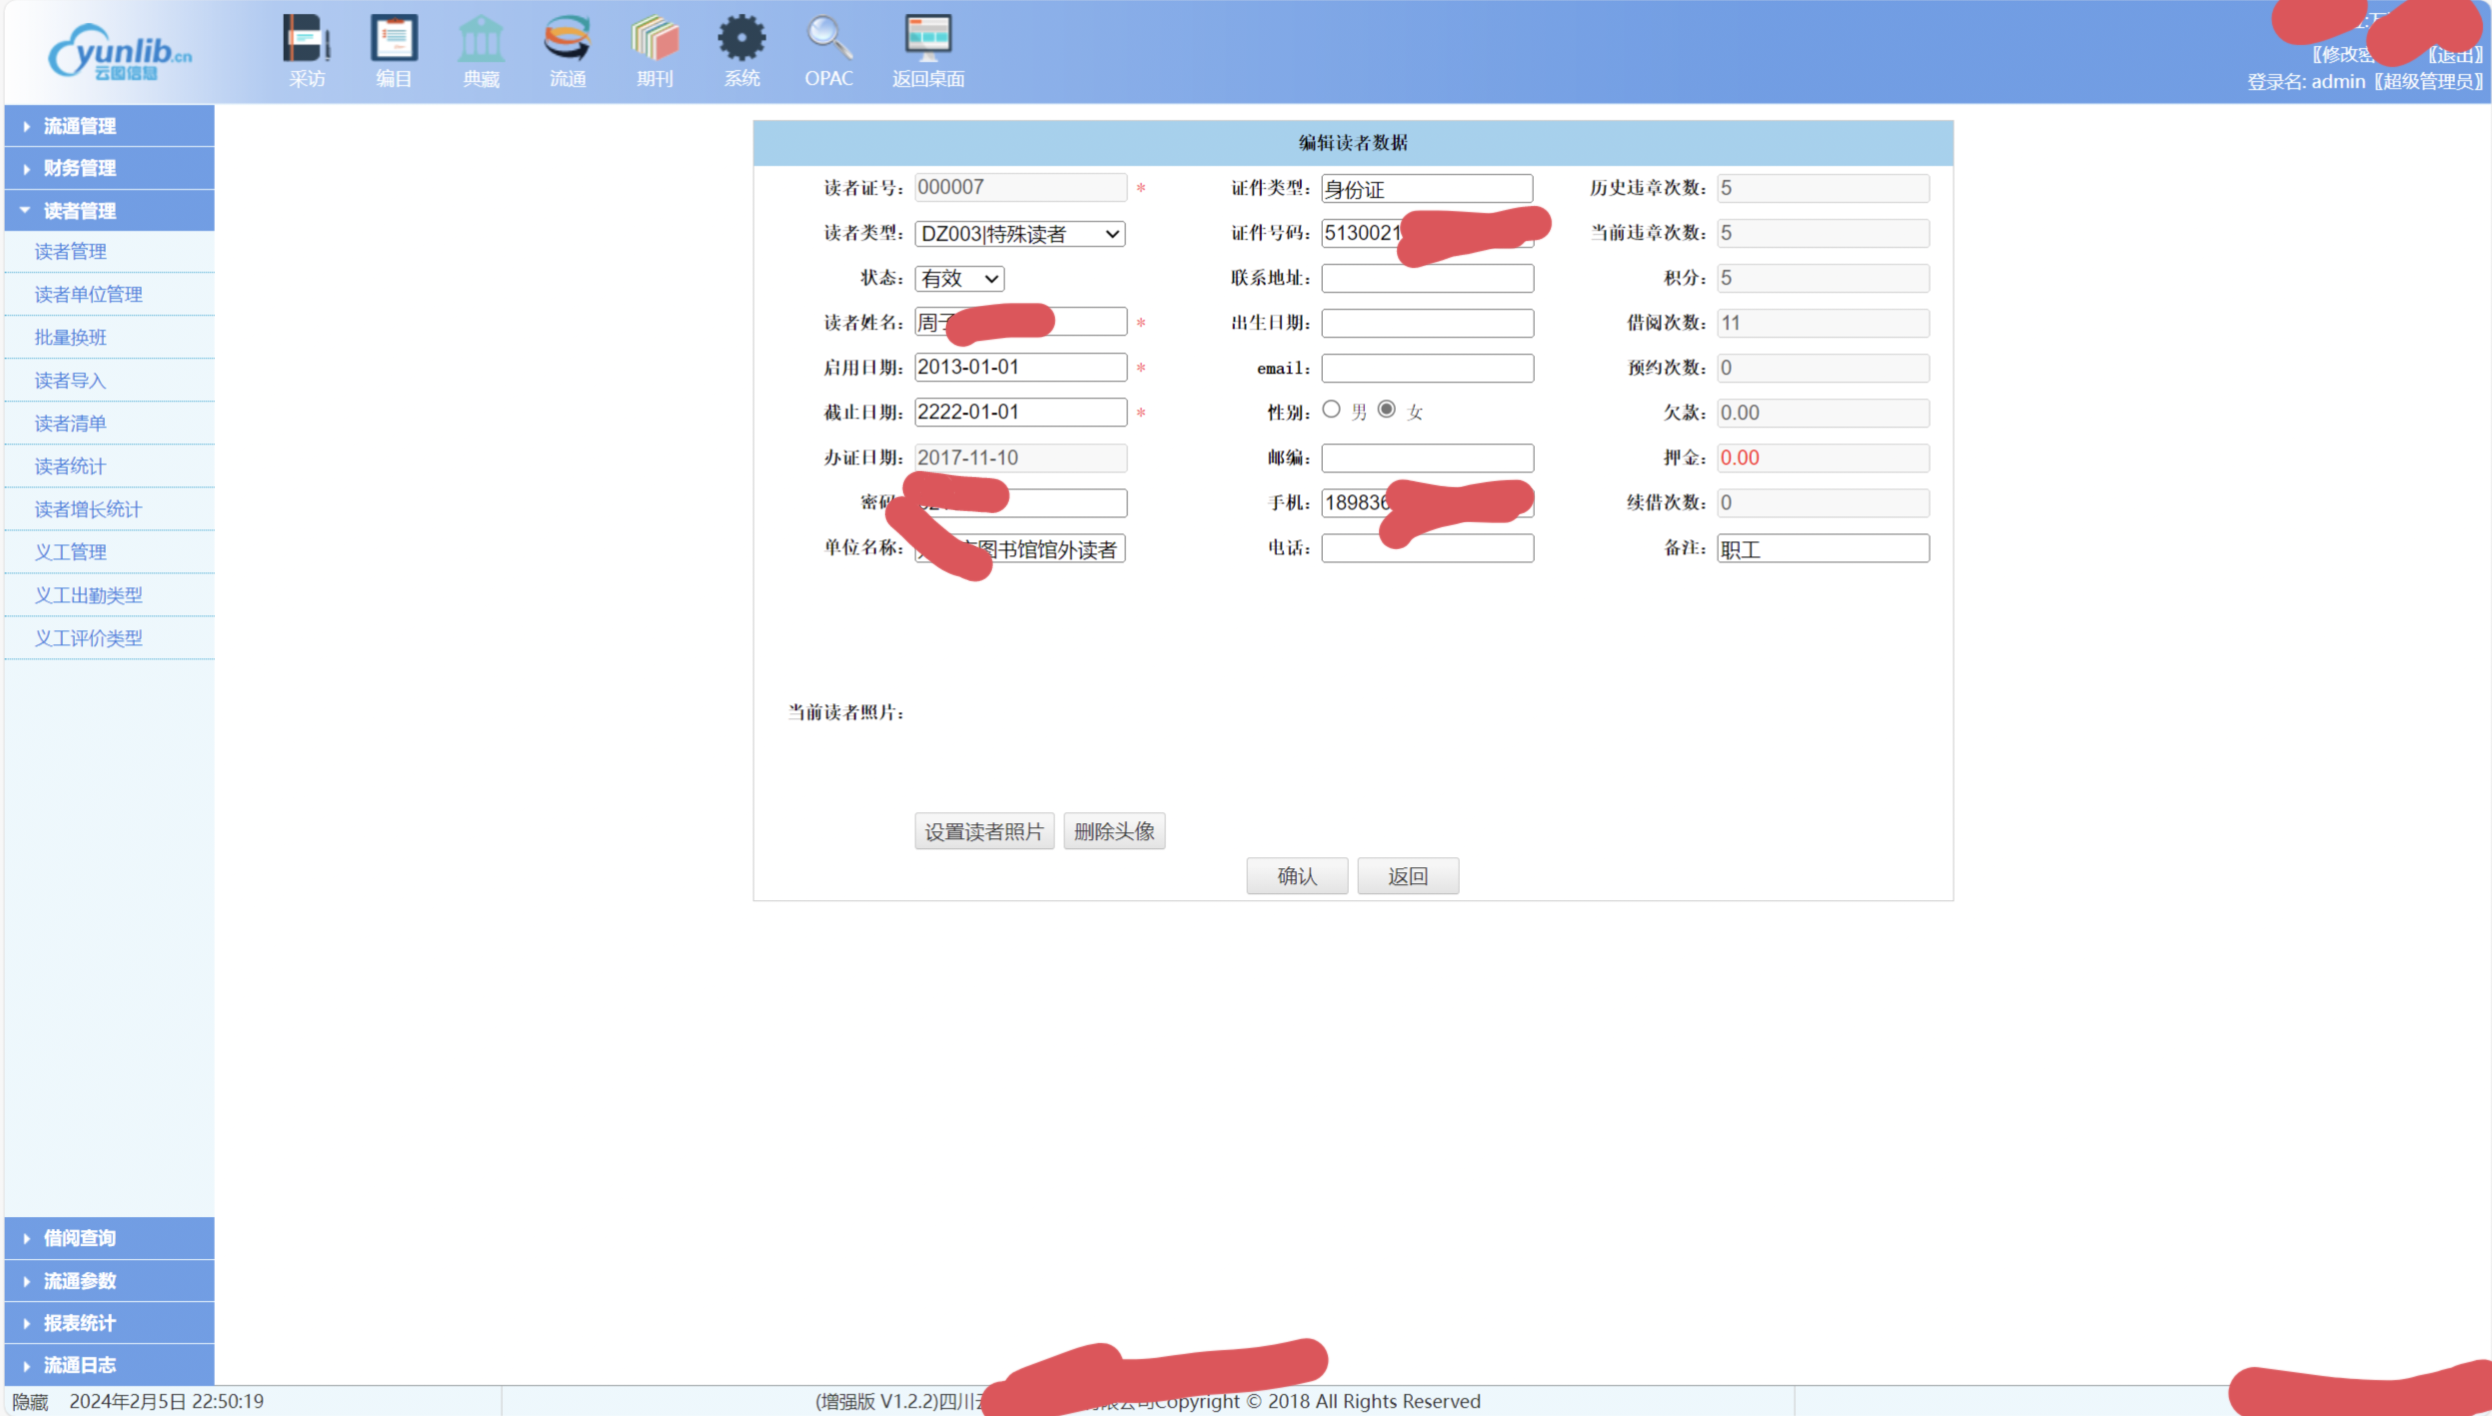 yunlib.cn
云图信息
采访 编目 典藏 流通 期刊 系统 OPAC 返回桌面
〖修改密 〖退出〗
登录名: admin〖超级管理员〗
流通管理
财务管理
读者管理
读者管理
读者单位管理
批量换班
读者导入
读者清单
读者统计
读者增长统计
义工管理
义工出勤类型
义工评价类型
借阅查询
流通参数
报表统计
流通日志
编辑读者数据
读者证号: 000007 * 证件类型: 身份证 历史违章次数: 5
读者类型: DZ003|特殊读者 证件号码: 5130021 当前违章次数: 5
状态: 有效 联系地址: 积分: 5
读者姓名: 周子 * 出生日期: 借阅次数: 11
启用日期: 2013-01-01 * email: 预约次数: 0
截止日期: 2222-01-01 * 性别: 男 女 欠款: 0.00
办证日期: 2017-11-10 邮编: 押金: 0.00
密码 手机: 189836 续借次数: 0
单位名称: 图书馆馆外读者 电话: 备注: 职工
当前读者照片:
设置读者照片 删除头像
确认 返回
隐藏 2024年2月5日 22:50:19 (增强版 V1.2.2)四川云 限公司Copyright © 2018 All Rights Reserved